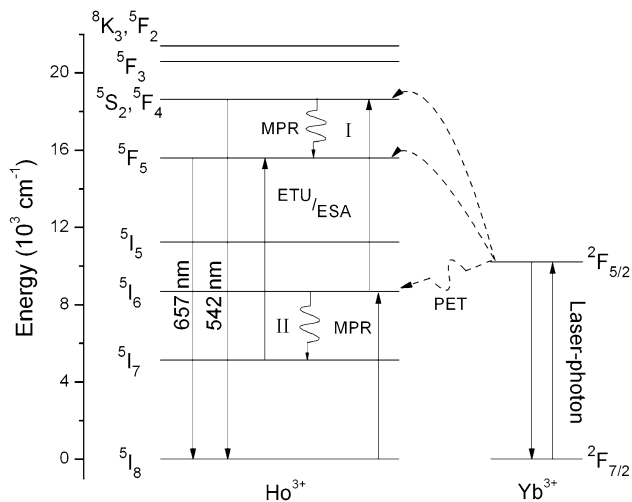 ⁸K₃,⁵F₂
⁵F₃
⁵S₂,⁵F₄
⁵F₅
⁵I₅
⁵I₆
⁵I₇
⁵I₈
Energy (10³ cm⁻¹)
20
16
12
8
4
0
MPR I
ETU/ESA
657 nm
542 nm
II MPR
PET
²F₅/₂
Laser-photon
²F₇/₂
Ho³⁺
Yb³⁺